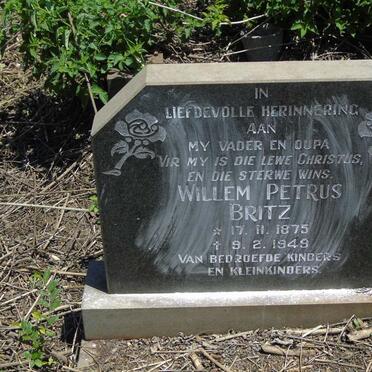 IN
LIEFDEVOLLE HERINNERING
AAN
MY VADER EN OUPA
VIR MY IS DIE LEWE CHRISTUS,
EN DIE STERWE WINS.
WILLEM PETRUS
BRITZ
* 17. 11. 1875
† 9. 2. 1949
VAN BEDROEFDE KINDERS
EN KLEINKINDERS.